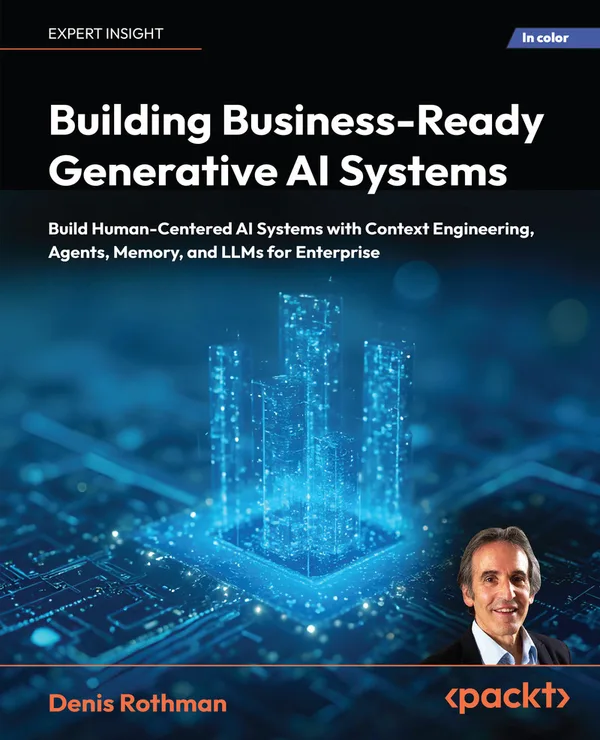 EXPERT INSIGHT
In color
Building Business-Ready
Generative AI Systems
Build Human-Centered AI Systems with Context Engineering,
Agents, Memory, and LLMs for Enterprise
Denis Rothman
<packt>